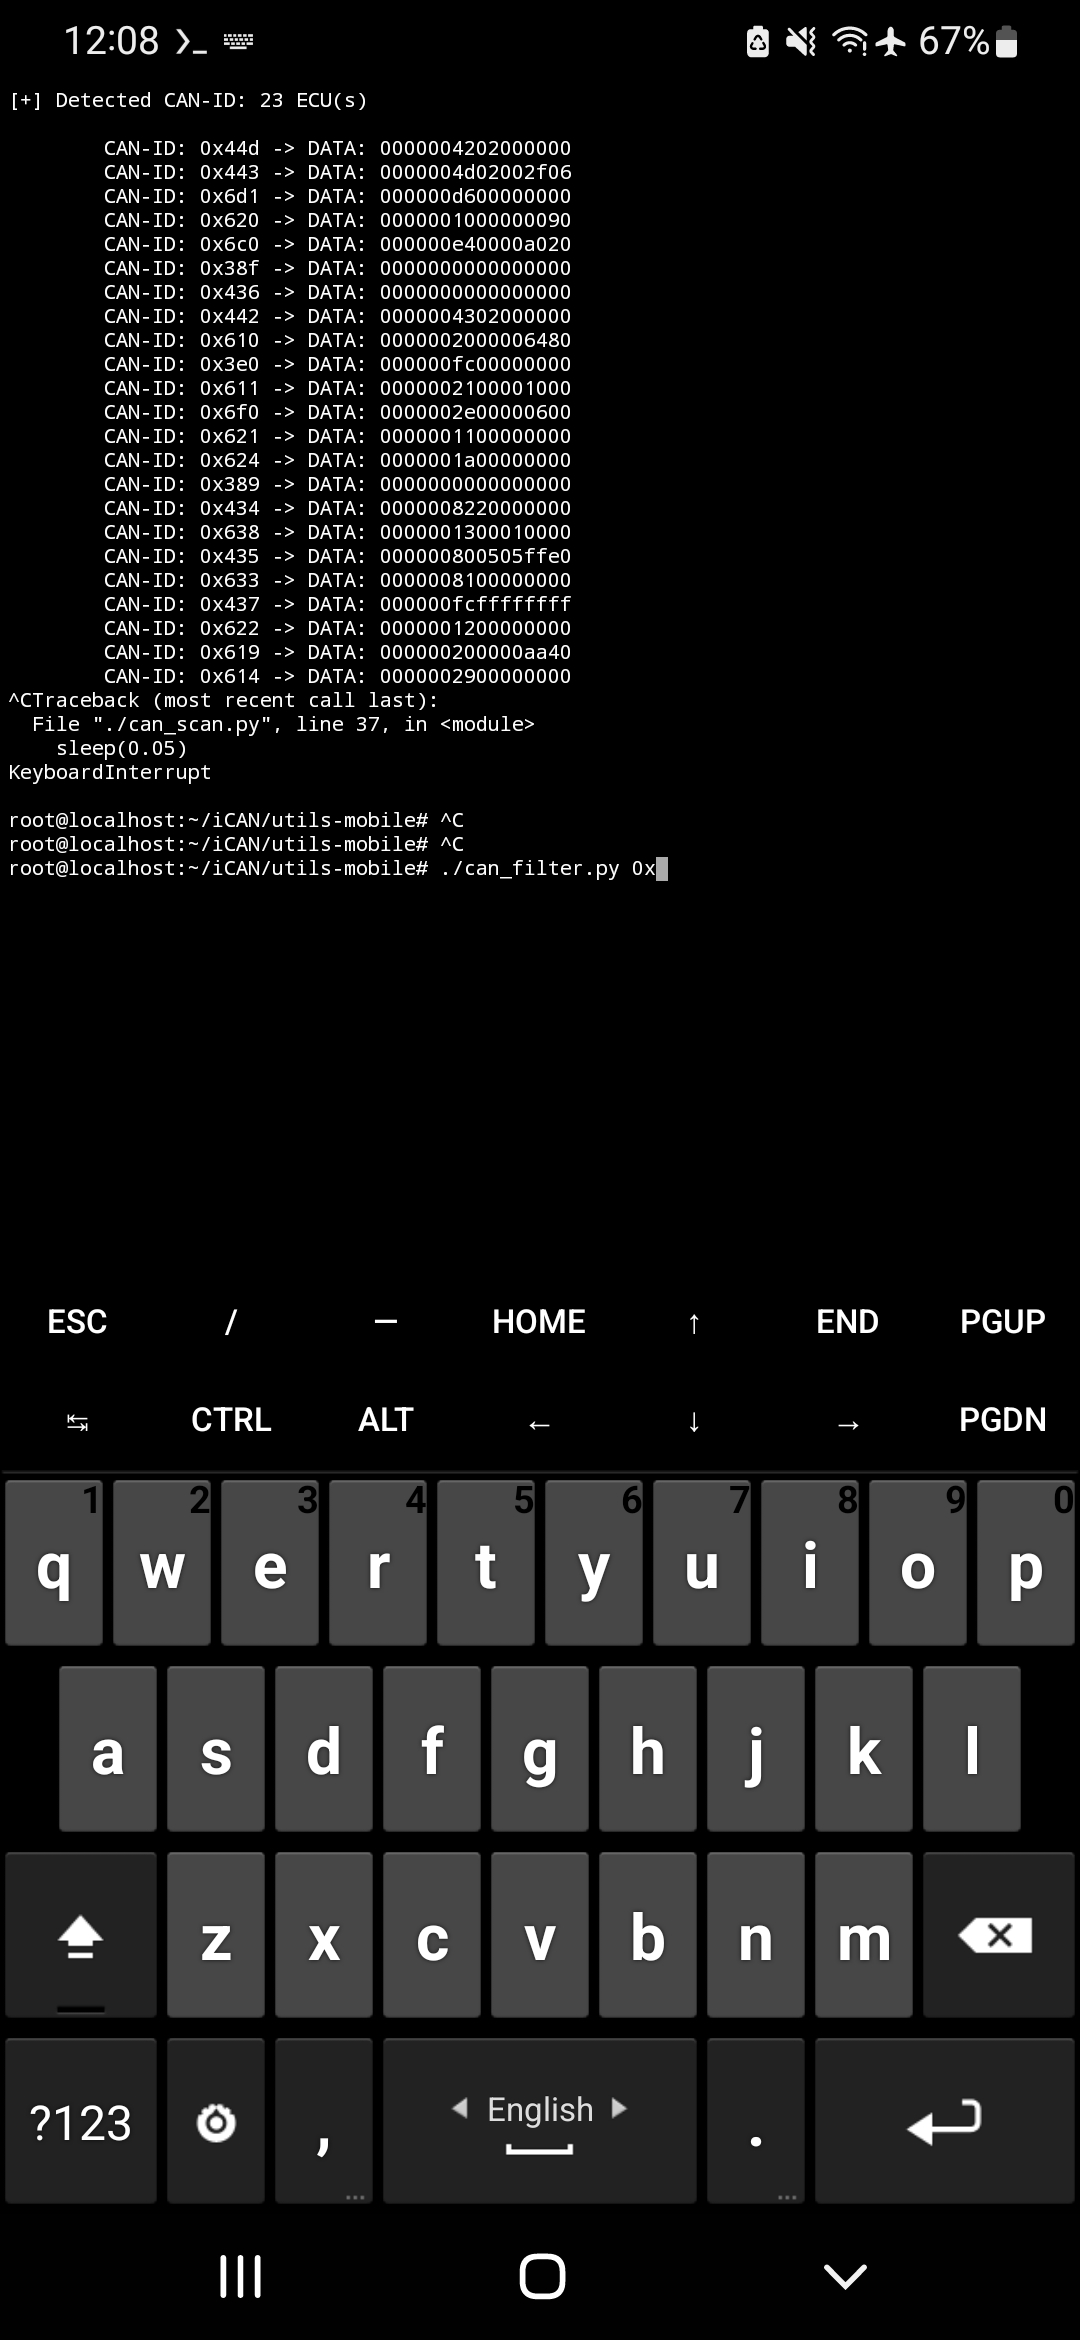 12:08 67%
[+] Detected CAN-ID: 23 ECU(s)
CAN-ID: 0x44d -> DATA: 0000004202000000
CAN-ID: 0x443 -> DATA: 0000004d02002f06
CAN-ID: 0x6d1 -> DATA: 000000d600000000
CAN-ID: 0x620 -> DATA: 0000001000000090
CAN-ID: 0x6c0 -> DATA: 000000e40000a020
CAN-ID: 0x38f -> DATA: 0000000000000000
CAN-ID: 0x436 -> DATA: 0000000000000000
CAN-ID: 0x442 -> DATA: 0000004302000000
CAN-ID: 0x610 -> DATA: 0000002000006480
CAN-ID: 0x3e0 -> DATA: 000000fc00000000
CAN-ID: 0x611 -> DATA: 0000002100001000
CAN-ID: 0x6f0 -> DATA: 0000002e00000600
CAN-ID: 0x621 -> DATA: 0000001100000000
CAN-ID: 0x624 -> DATA: 0000001a00000000
CAN-ID: 0x389 -> DATA: 0000000000000000
CAN-ID: 0x434 -> DATA: 0000008220000000
CAN-ID: 0x638 -> DATA: 0000001300010000
CAN-ID: 0x435 -> DATA: 000000800505ffe0
CAN-ID: 0x633 -> DATA: 0000008100000000
CAN-ID: 0x437 -> DATA: 000000fcffffffff
CAN-ID: 0x622 -> DATA: 0000001200000000
CAN-ID: 0x619 -> DATA: 000000200000aa40
CAN-ID: 0x614 -> DATA: 0000002900000000
^CTraceback (most recent call last):
File "./can_scan.py", line 37, in <module>
sleep(0.05)
KeyboardInterrupt
root@localhost:~/iCAN/utils-mobile# ^C
root@localhost:~/iCAN/utils-mobile# ^C
root@localhost:~/iCAN/utils-mobile# ./can_filter.py 0x
ESC / — HOME ↑ END PGUP
↹ CTRL ALT ← ↓ → PGDN
1 2 3 4 5 6 7 8 9 0
q w e r t y u i o p
a s d f g h j k l
z x c v b n m
?123 , English .